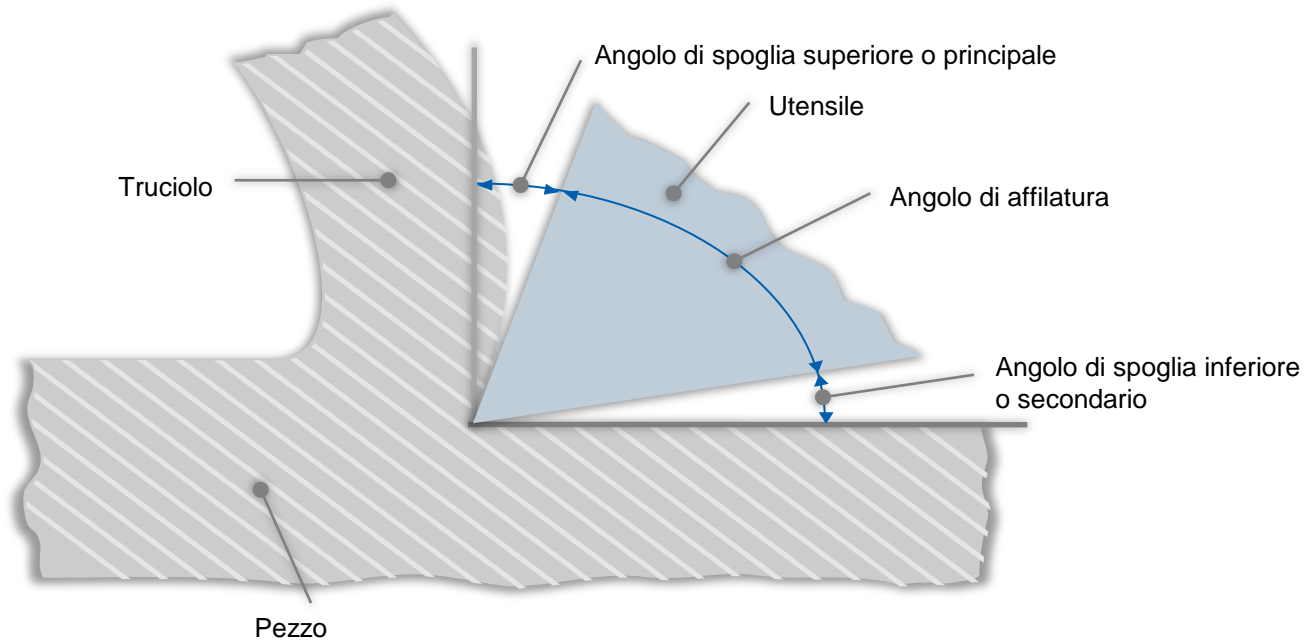 Angolo di spoglia superiore o principale
Utensile
Truciolo
Angolo di affilatura
Angolo di spoglia inferiore
o secondario
Pezzo